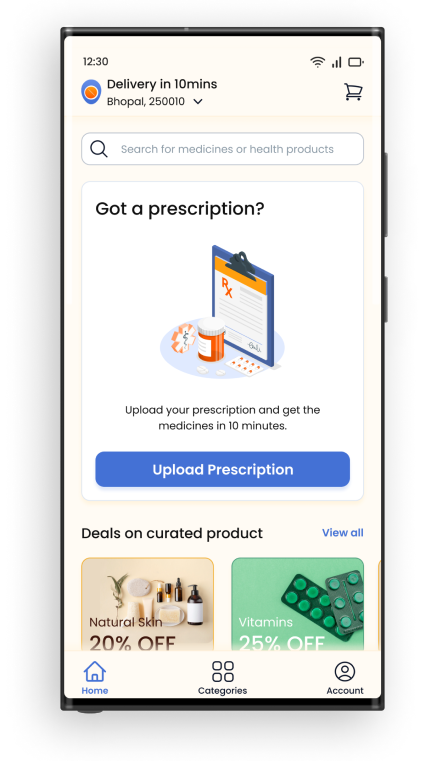 12:30
Delivery in 10mins
Bhopal, 250010
Search for medicines or health products
Got a prescription?
Rx
Upload your prescription and get the
medicines in 10 minutes.
Upload Prescription
Deals on curated product
View all
Natural Skin
20% OFF
Vitamins
25% OFF
Home
Categories
Account